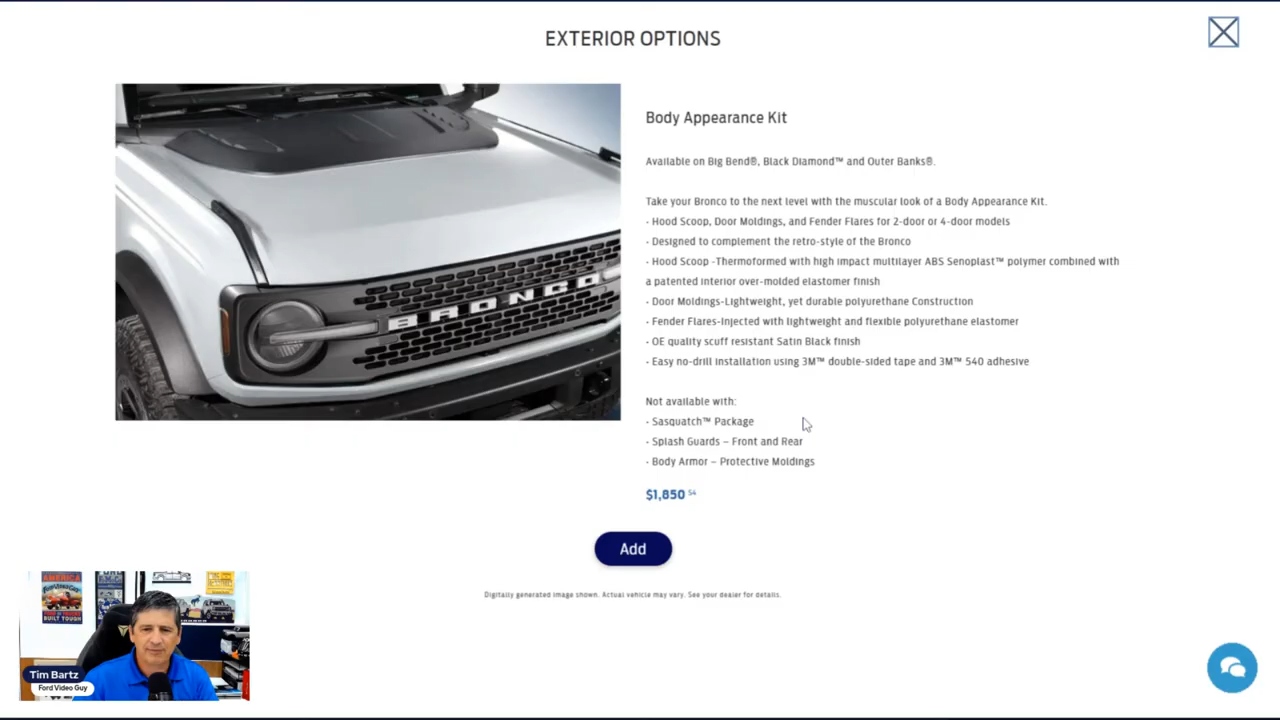 EXTERIOR OPTIONS
BRONCO
Body Appearance Kit
Available on Big Bend®, Black Diamond™ and Outer Banks®.
Take your Bronco to the next level with the muscular look of a Body Appearance Kit.
• Hood Scoop, Door Moldings, and Fender Flares for 2-door or 4-door models
• Designed to complement the retro-style of the Bronco
• Hood Scoop -Thermoformed with high impact multilayer ABS Senoplast™ polymer combined with
a patented interior over-molded elastomer finish
• Door Moldings-Lightweight, yet durable polyurethane Construction
• Fender Flares-Injected with lightweight and flexible polyurethane elastomer
• OE quality scuff resistant Satin Black finish
• Easy no-drill installation using 3M™ double-sided tape and 3M™ 540 adhesive
Not available with:
• Sasquatch™ Package
• Splash Guards – Front and Rear
• Body Armor – Protective Moldings
$1,850 54
Add
Digitally generated image shown. Actual vehicle may vary. See your dealer for details.
AMERICA
BUILT TOUGH
Tim Bartz
Ford Video Guy